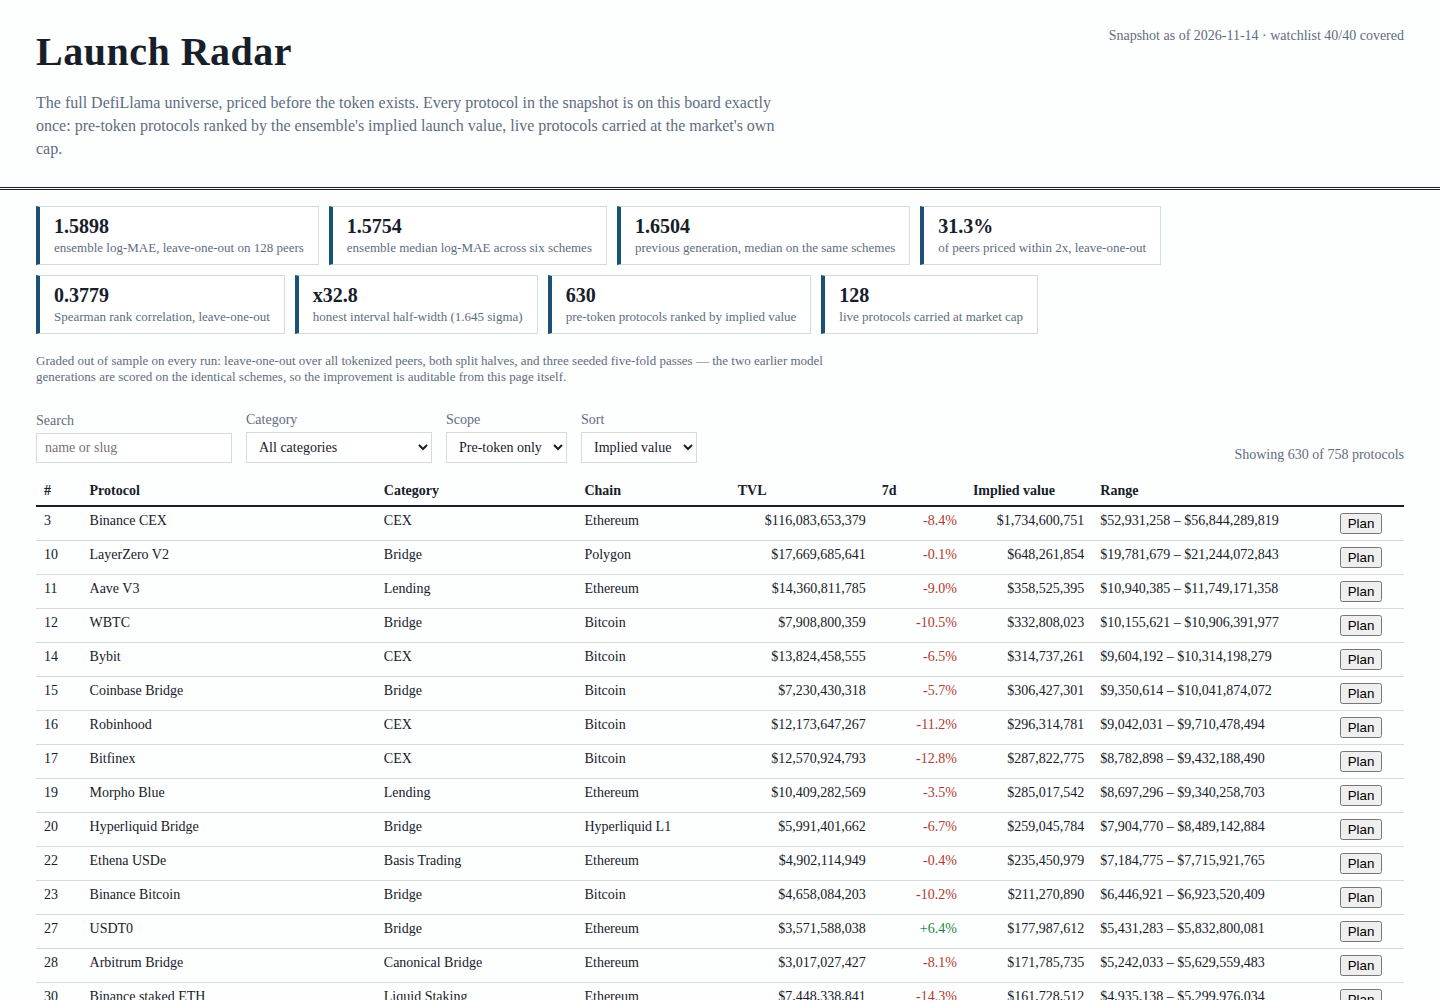 Launch Radar
Snapshot as of 2026-11-14 · watchlist 40/40 covered
The full DefiLlama universe, priced before the token exists. Every protocol in the snapshot is on this board exactly
once: pre-token protocols ranked by the ensemble's implied launch value, live protocols carried at the market's own
cap.
1.5898
ensemble log-MAE, leave-one-out on 128 peers
1.5754
ensemble median log-MAE across six schemes
1.6504
previous generation, median on the same schemes
31.3%
of peers priced within 2x, leave-one-out
0.3779
Spearman rank correlation, leave-one-out
x32.8
honest interval half-width (1.645 sigma)
630
pre-token protocols ranked by implied value
128
live protocols carried at market cap
Graded out of sample on every run: leave-one-out over all tokenized peers, both split halves, and three seeded five-fold passes — the two earlier model
generations are scored on the identical schemes, so the improvement is auditable from this page itself.
Search Category Scope Sort
name or slug All categories Pre-token only Implied value
Showing 630 of 758 protocols
# Protocol Category Chain TVL 7d Implied value Range
3 Binance CEX CEX Ethereum $116,083,653,379 -8.4% $1,734,600,751 $52,931,258 – $56,844,289,819 Plan
10 LayerZero V2 Bridge Polygon $17,669,685,641 -0.1% $648,261,854 $19,781,679 – $21,244,072,843 Plan
11 Aave V3 Lending Ethereum $14,360,811,785 -9.0% $358,525,395 $10,940,385 – $11,749,171,358 Plan
12 WBTC Bridge Bitcoin $7,908,800,359 -10.5% $332,808,023 $10,155,621 – $10,906,391,977 Plan
14 Bybit CEX Bitcoin $13,824,458,555 -6.5% $314,737,261 $9,604,192 – $10,314,198,279 Plan
15 Coinbase Bridge Bridge Bitcoin $7,230,430,318 -5.7% $306,427,301 $9,350,614 – $10,041,874,072 Plan
16 Robinhood CEX Bitcoin $12,173,647,267 -11.2% $296,314,781 $9,042,031 – $9,710,478,494 Plan
17 Bitfinex CEX Bitcoin $12,570,924,793 -12.8% $287,822,775 $8,782,898 – $9,432,188,490 Plan
19 Morpho Blue Lending Ethereum $10,409,282,569 -3.5% $285,017,542 $8,697,296 – $9,340,258,703 Plan
20 Hyperliquid Bridge Bridge Hyperliquid L1 $5,991,401,662 -6.7% $259,045,784 $7,904,770 – $8,489,142,884 Plan
22 Ethena USDe Basis Trading Ethereum $4,902,114,949 -0.4% $235,450,979 $7,184,775 – $7,715,921,765 Plan
23 Binance Bitcoin Bridge Bitcoin $4,658,084,203 -10.2% $211,270,890 $6,446,921 – $6,923,520,409 Plan
27 USDT0 Bridge Ethereum $3,571,588,038 +6.4% $177,987,612 $5,431,283 – $5,832,800,081 Plan
28 Arbitrum Bridge Canonical Bridge Ethereum $3,017,027,427 -8.1% $171,785,735 $5,242,033 – $5,629,559,483 Plan
30 Binance staked ETH Liquid Staking Ethereum $7,448,338,841 -14.3% $161,728,512 $4,935,138 – $5,299,976,034 Plan